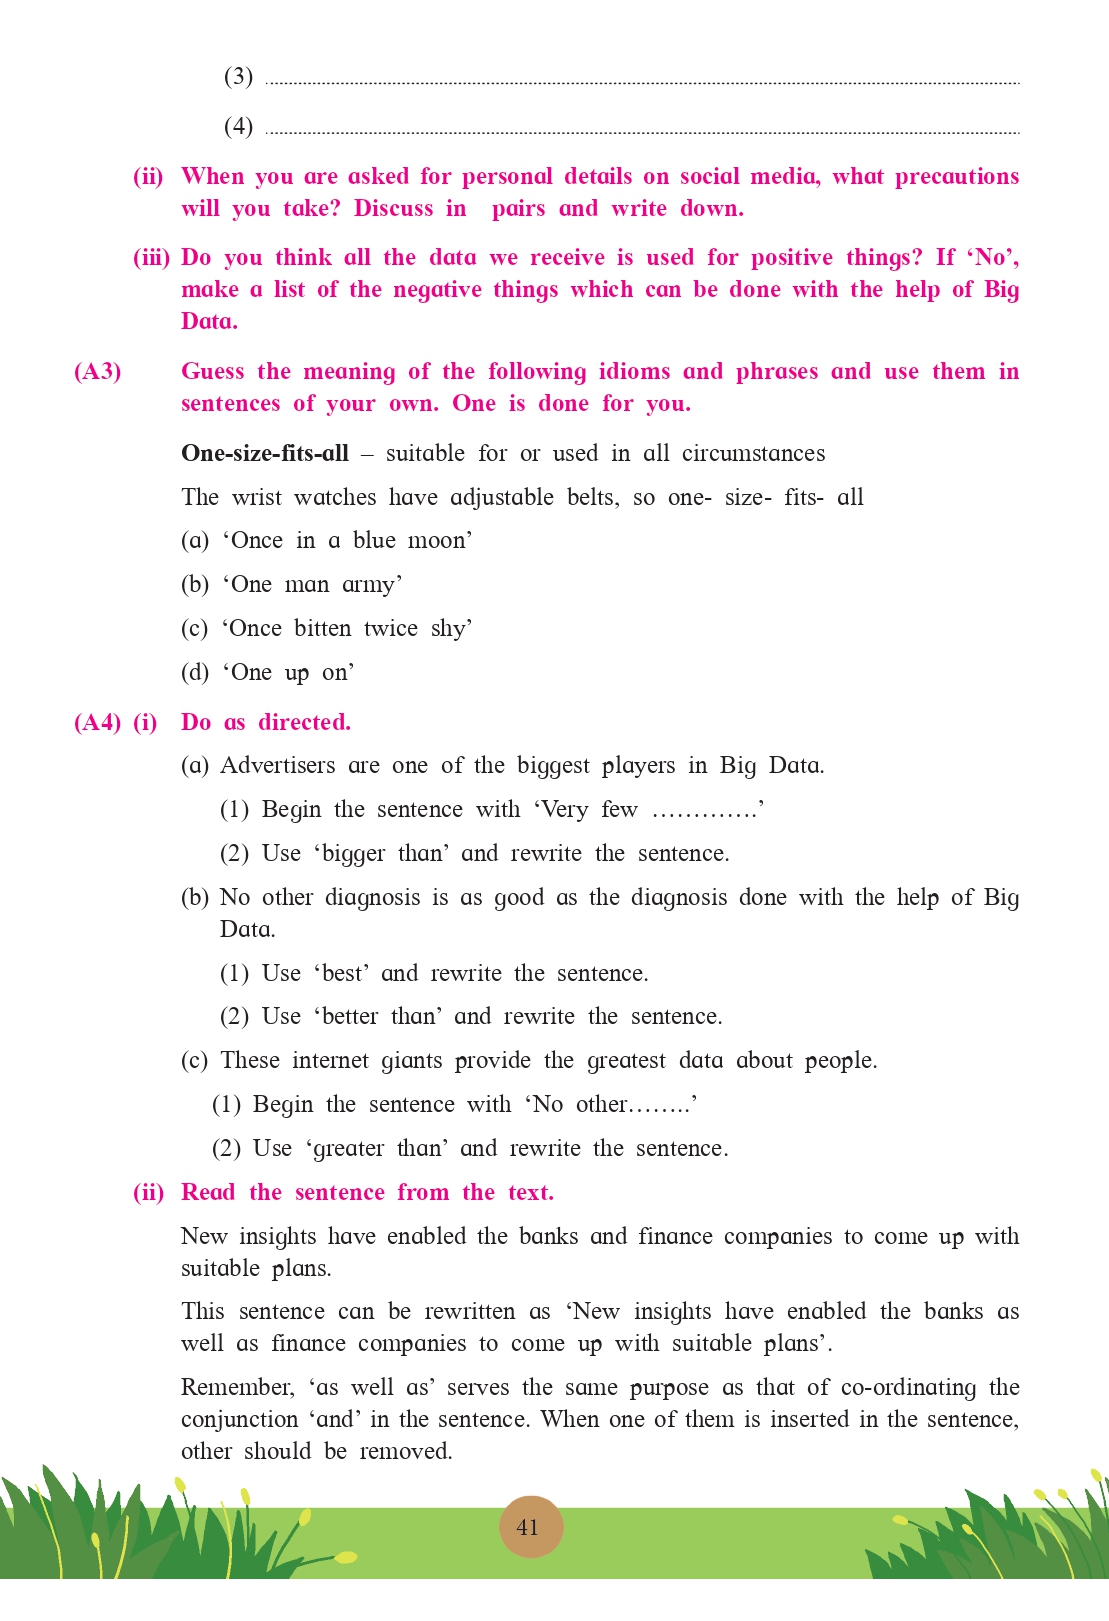 (3) ........................................................................
(4) ........................................................................
(ii) When you are asked for personal details on social media, what precautions
will you take? Discuss in pairs and write down.
(iii) Do you think all the data we receive is used for positive things? If ‘No’,
make a list of the negative things which can be done with the help of Big
Data.
(A3) Guess the meaning of the following idioms and phrases and use them in
sentences of your own. One is done for you.
One-size-fits-all – suitable for or used in all circumstances
The wrist watches have adjustable belts, so one- size- fits- all
(a) ‘Once in a blue moon’
(b) ‘One man army’
(c) ‘Once bitten twice shy’
(d) ‘One up on’
(A4) (i) Do as directed.
(a) Advertisers are one of the biggest players in Big Data.
(1) Begin the sentence with ‘Very few ………….’
(2) Use ‘bigger than’ and rewrite the sentence.
(b) No other diagnosis is as good as the diagnosis done with the help of Big
Data.
(1) Use ‘best’ and rewrite the sentence.
(2) Use ‘better than’ and rewrite the sentence.
(c) These internet giants provide the greatest data about people.
(1) Begin the sentence with ‘No other……..’
(2) Use ‘greater than’ and rewrite the sentence.
(ii) Read the sentence from the text.
New insights have enabled the banks and finance companies to come up with
suitable plans.
This sentence can be rewritten as ‘New insights have enabled the banks as
well as finance companies to come up with suitable plans’.
Remember, ‘as well as’ serves the same purpose as that of co-ordinating the
conjunction ‘and’ in the sentence. When one of them is inserted in the sentence,
other should be removed.
41